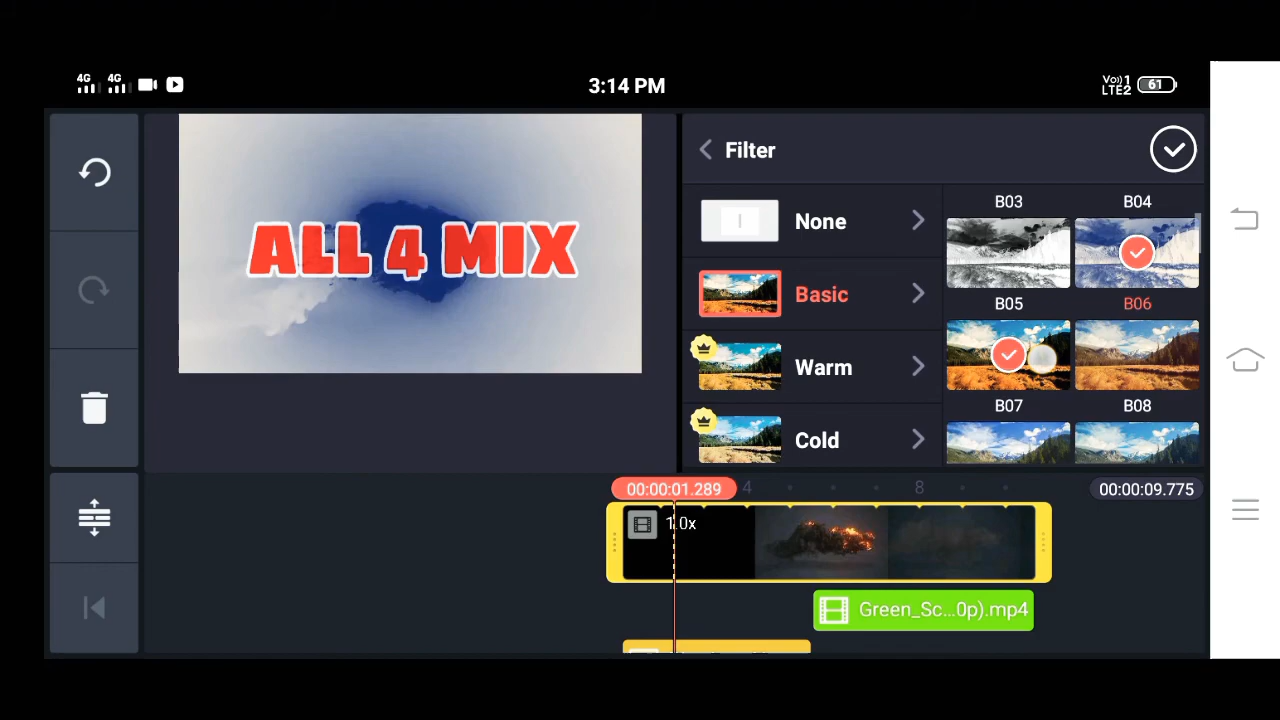 4G 4G
3:14 PM
Vo)) 1
LTE2
61
ALL 4 MIX
Filter
None
Basic
Warm
Cold
B03
B04
B05
B06
B07
B08
00:00:01.289
4
8
00:00:09.775
1.0x
Green_Sc...0p).mp4